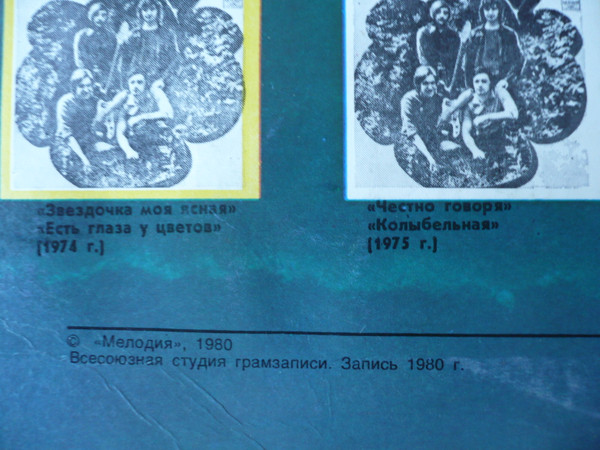 «Звездочка моя ясная»
«Есть глаза у цветов»
(1974 г.)
«Честно говоря»
«Колыбельная»
(1975 г.)
© «Мелодия», 1980
Всесоюзная студия грамзаписи. Запись 1980 г.